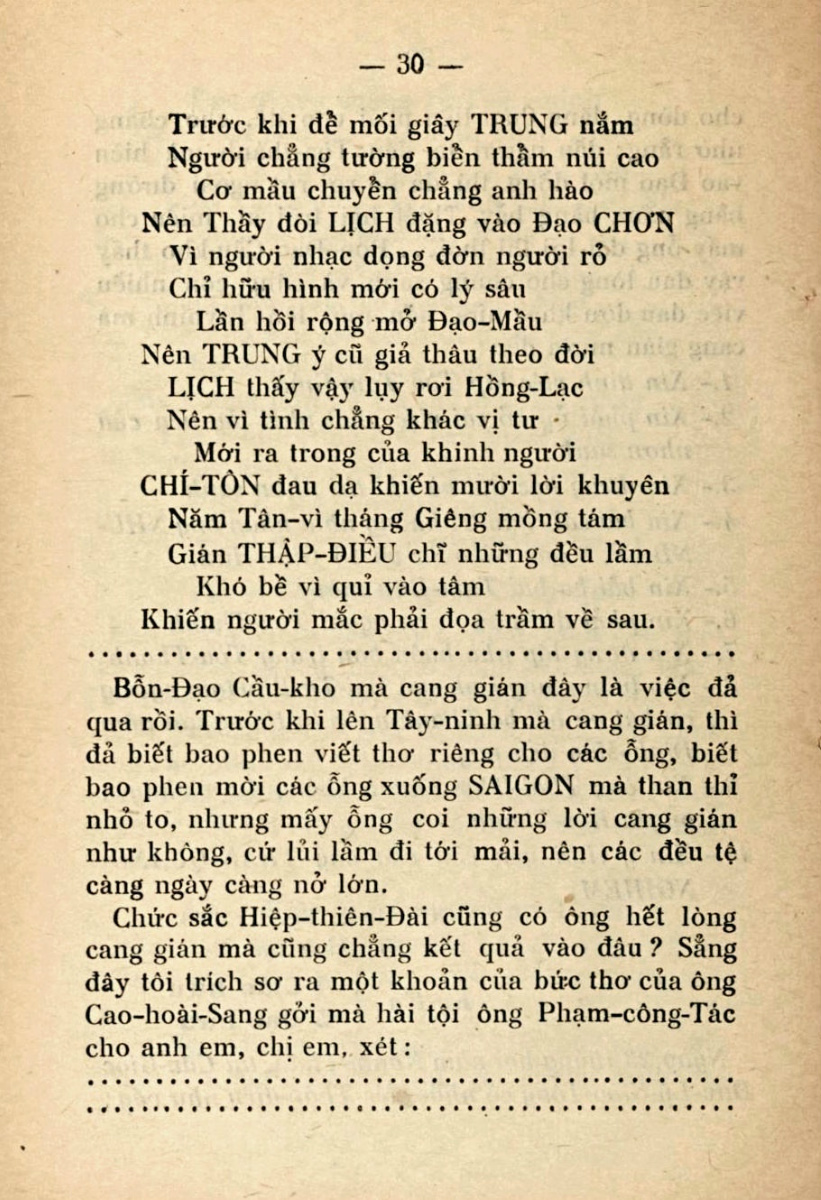 — 30 —
Trước khi để mối giây TRUNG nắm
Người chẳng tường biển thẳm núi cao
Cơ mầu chuyển chẳng anh hào
Nên Thầy đòi LỊCH đặng vào Đạo CHƠN
Vì người nhạc dọng đờn người rỏ
Chỉ hữu hình mới có lý sâu
Lần hồi rộng mở Đạo-Mầu
Nên TRUNG ý cũ giả thâu theo đời
LỊCH thấy vậy lụy rơi Hồng-Lạc
Nên vì tình chẳng khác vị tư
Mới ra trong của khinh người
CHÍ-TÔN đau dạ khiến mười lời khuyên
Năm Tân-vì tháng Giêng mồng tám
Gián THẬP-ĐIỀU chĩ những đều lầm
Khó bề vì quỉ vào tâm
Khiến người mắc phải đọa trầm về sau.
Bỗn-Đạo Cầu-kho mà cang gián đây là việc đả
qua rồi. Trước khi lên Tây-ninh mà cang gián, thì
đả biết bao phen viết thơ riêng cho các ổng, biết
bao phen mời các ổng xuống SAIGON mà than thỉ
nhỏ to, nhưng mấy ổng coi những lời cang gián
như không, cứ lủi lầm đi tới mải, nên các đều tệ
càng ngày càng nở lớn.
Chức sắc Hiệp-thiên-Đài cũng có ông hết lòng
cang gián mà cũng chẳng kết quả vào đâu ? Sẳng
đây tôi trích sơ ra một khoản của bức thơ của ông
Cao-hoài-Sang gởi mà hài tội ông Phạm-công-Tác
cho anh em, chị em, xét :